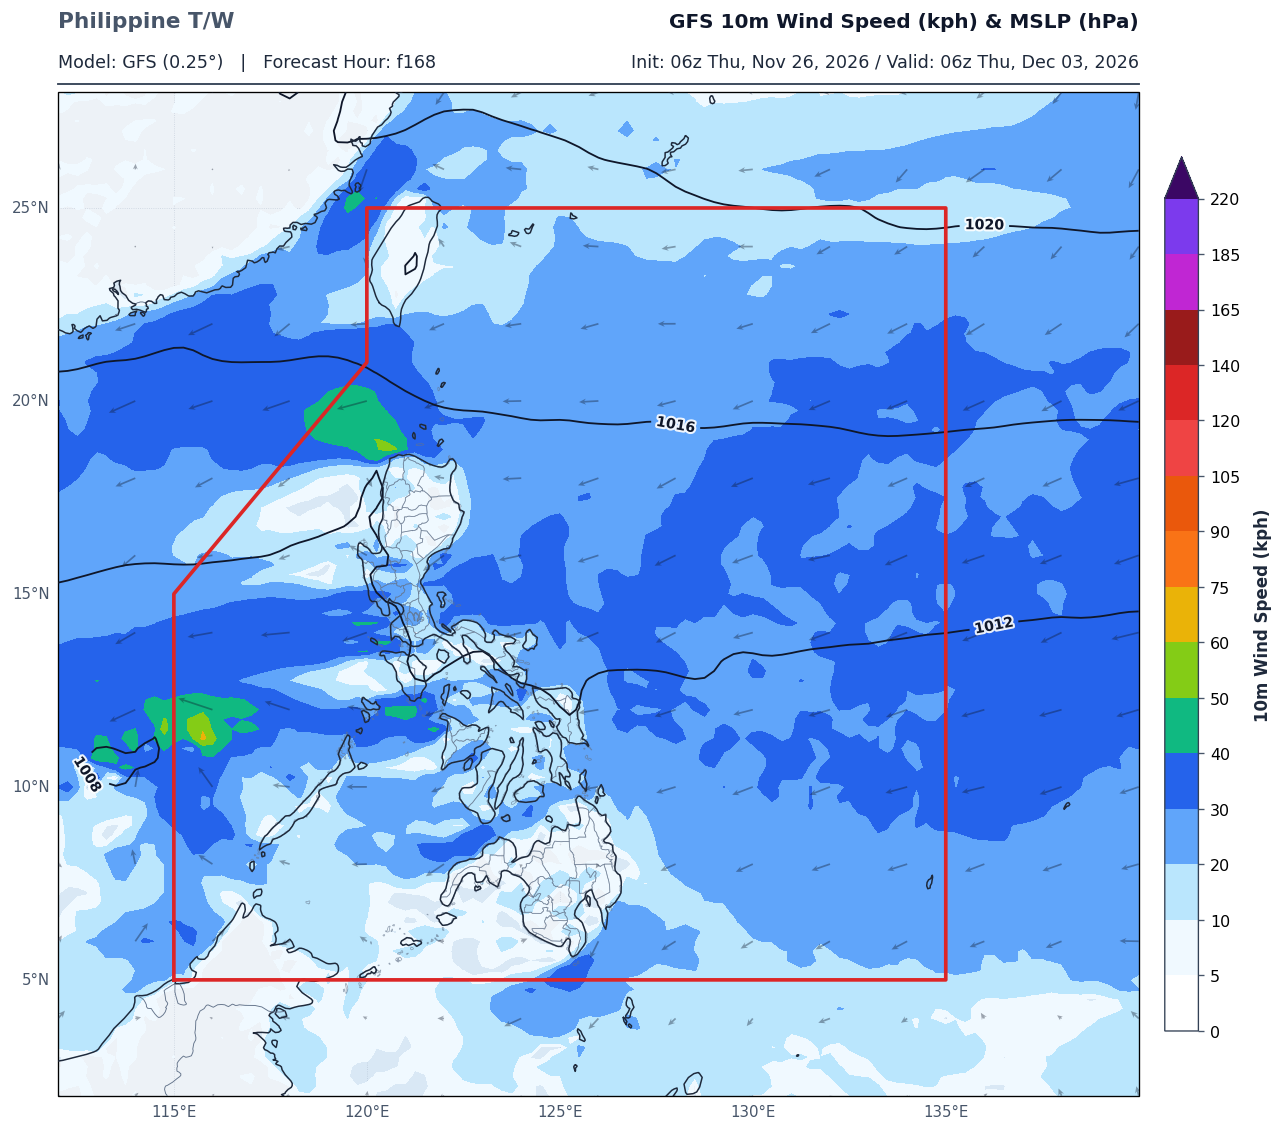 Philippine T/W
GFS 10m Wind Speed (kph) & MSLP (hPa)
Model: GFS (0.25°) | Forecast Hour: f168
Init: 06z Thu, Nov 26, 2026 / Valid: 06z Thu, Dec 03, 2026
25°N
20°N
15°N
10°N
5°N
115°E
120°E
125°E
130°E
135°E
1020
1016
1012
1008
220
185
165
140
120
105
90
75
60
50
40
30
20
10
5
0
10m Wind Speed (kph)